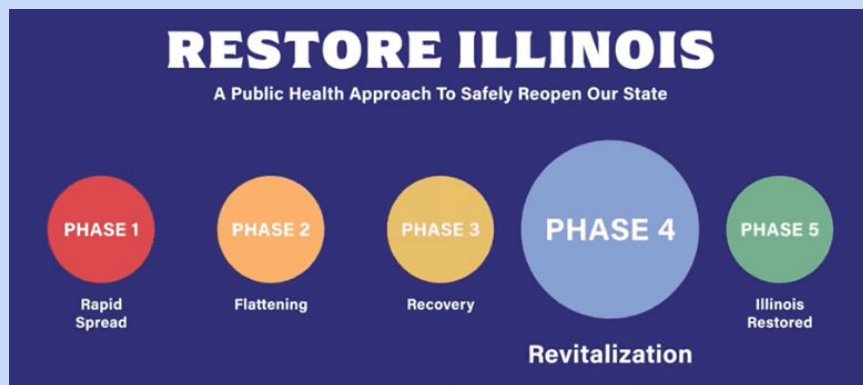 RESTORE ILLINOIS
A Public Health Approach To Safely Reopen Our State
PHASE 1
PHASE 2
PHASE 3
PHASE 4
PHASE 5
Rapid
Spread
Flattening
Recovery
Revitalization
Illinois
Restored